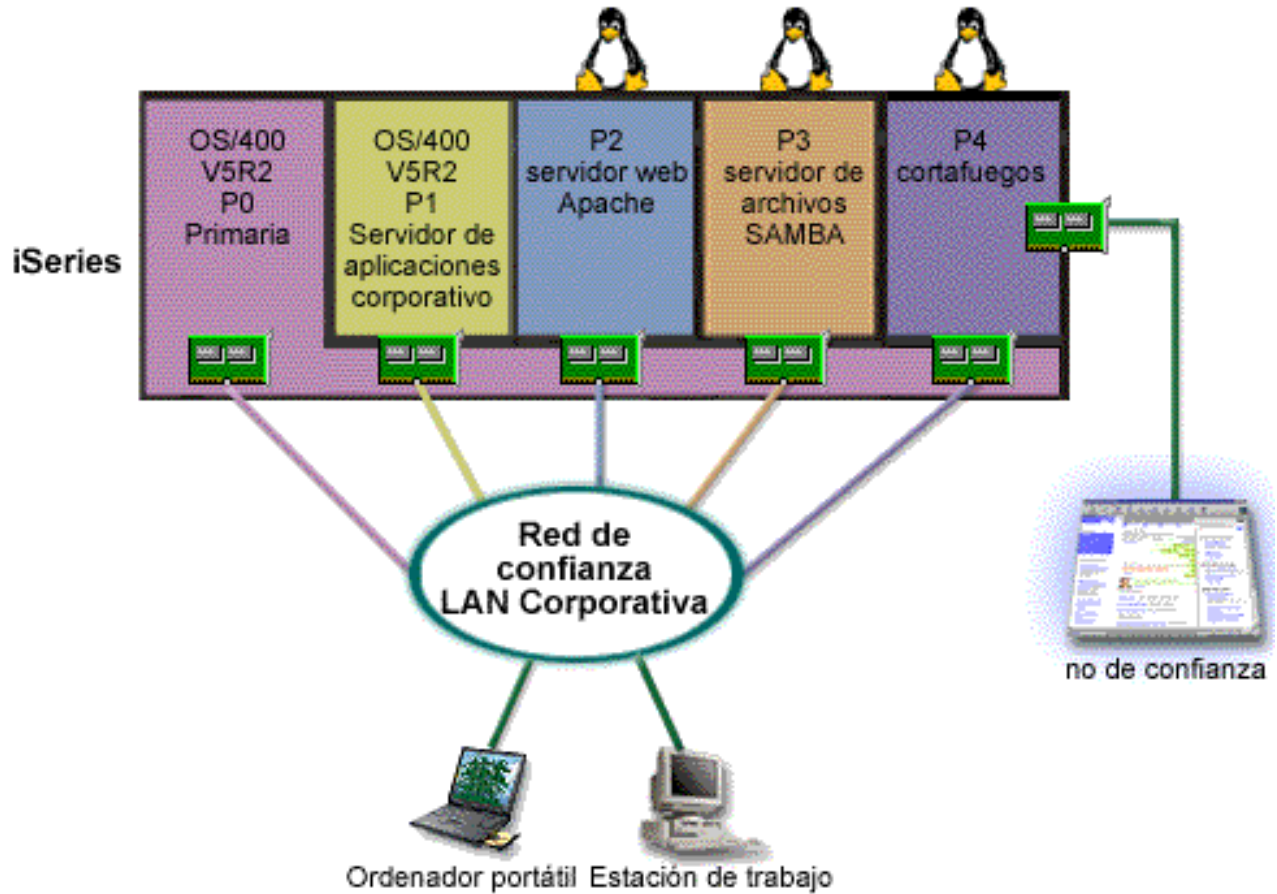 OS/400
V5R2
P0
Primaria
OS/400
V5R2
P1
Servidor de
aplicaciones
corporativo
P2
servidor web
Apache
P3
servidor de
archivos
SAMBA
P4
cortafuegos
iSeries
Red de
confianza
LAN Corporativa
no de confianza
Ordenador portátil
Estación de trabajo